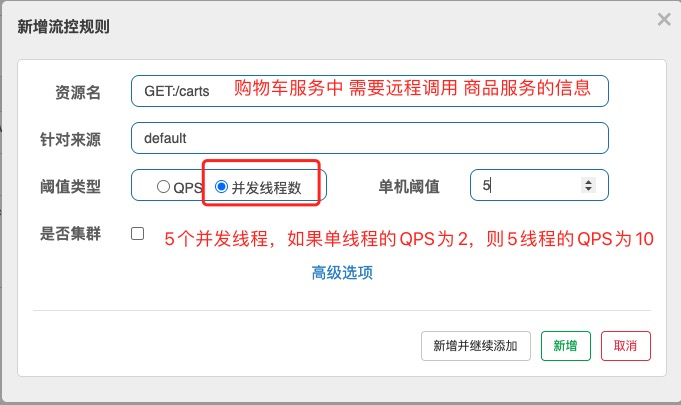 新增流控规则
×
资源名 GET:/carts 购物车服务中 需要远程调用 商品服务的信息
针对来源 default
阈值类型 QPS 并发线程数 单机阈值 5
是否集群 5个并发线程，如果单线程的QPS为2，则5线程的QPS为10
高级选项
新增并继续添加 新增 取消